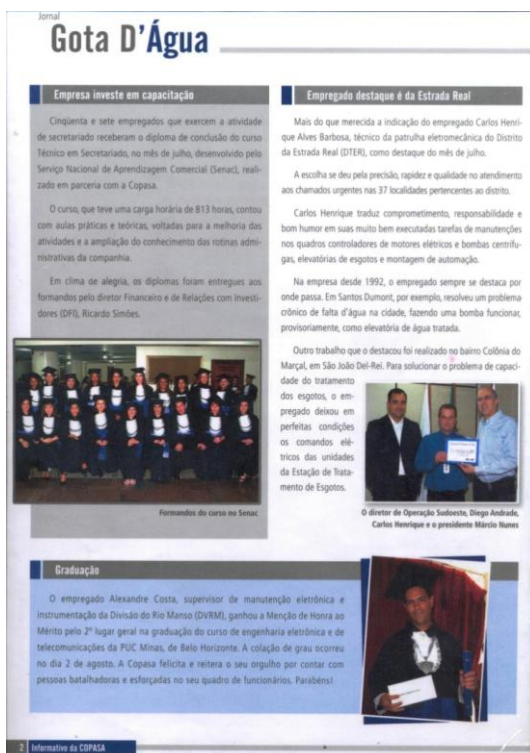 Jornal
Gota D'Água
Empresa investe em capacitação
Cinqüenta e sete empregados que exercem a atividade
de secretariado receberam o diploma de conclusão do curso
Técnico em Secretariado, no mês de julho, desenvolvido pelo
Serviço Nacional de Aprendizagem Comercial (Senac), reali-
zado em parceria com a Copasa.
O curso, que teve uma carga horária de 813 horas, contou
com aulas práticas e teóricas, voltadas para a melhoria das
atividades e a ampliação do conhecimento das rotinas admi-
nistrativas da companhia.
Em clima de alegria, os diplomas foram entregues aos
formandos pelo diretor Financeiro e de Relações com Investi-
dores (DFI), Ricardo Simões.
Formandos do curso no Senac
Empregado destaque é da Estrada Real
Mais do que merecida a indicação do empregado Carlos Henri-
que Alves Barbosa, técnico da patrulha eletromecânica do Distrito
da Estrada Real (DTER), como destaque do mês de julho.
A escolha se deu pela precisão, rapidez e qualidade no atendimento
aos chamados urgentes nas 37 localidades pertencentes ao distrito.
Carlos Henrique traduz comprometimento, responsabilidade e
bom humor em suas muito bem executadas tarefas de manutenções
nos quadros controladores de motores elétricos e bombas centrífu-
gas, elevatórias de esgotos e montagem de automação.
Na empresa desde 1992, o empregado sempre se destaca por
onde passa. Em Santos Dumont, por exemplo, resolveu um problema
crônico de falta d'água na cidade, fazendo uma bomba funcionar,
provisoriamente, como elevatória de água tratada.
Outro trabalho que o destacou foi realizado no bairro Colônia do
Marçal, em São João Del-Rei. Para solucionar o problema de capaci-
dade do tratamento
dos esgotos, o em-
pregado deixou em
perfeitas condições
os comandos elé-
tricos das unidades
da Estação de Trata-
mento de Esgotos.
O diretor de Operação Sudoeste, Diego Andrade,
Carlos Henrique e o presidente Márcio Nunes
Graduação
O empregado Alexandre Costa, supervisor de manutenção eletrônica e
instrumentação da Divisão do Rio Manso (DVRM), ganhou a Menção de Honra ao
Mérito pelo 2º lugar geral na graduação do curso de engenharia eletrônica e de
telecomunicações da PUC Minas, de Belo Horizonte. A colação de grau ocorreu
no dia 2 de agosto. A Copasa felicita e reitera o seu orgulho por contar com
pessoas batalhadoras e esforçadas no seu quadro de funcionários. Parabéns!
2 Informativo da COPASA